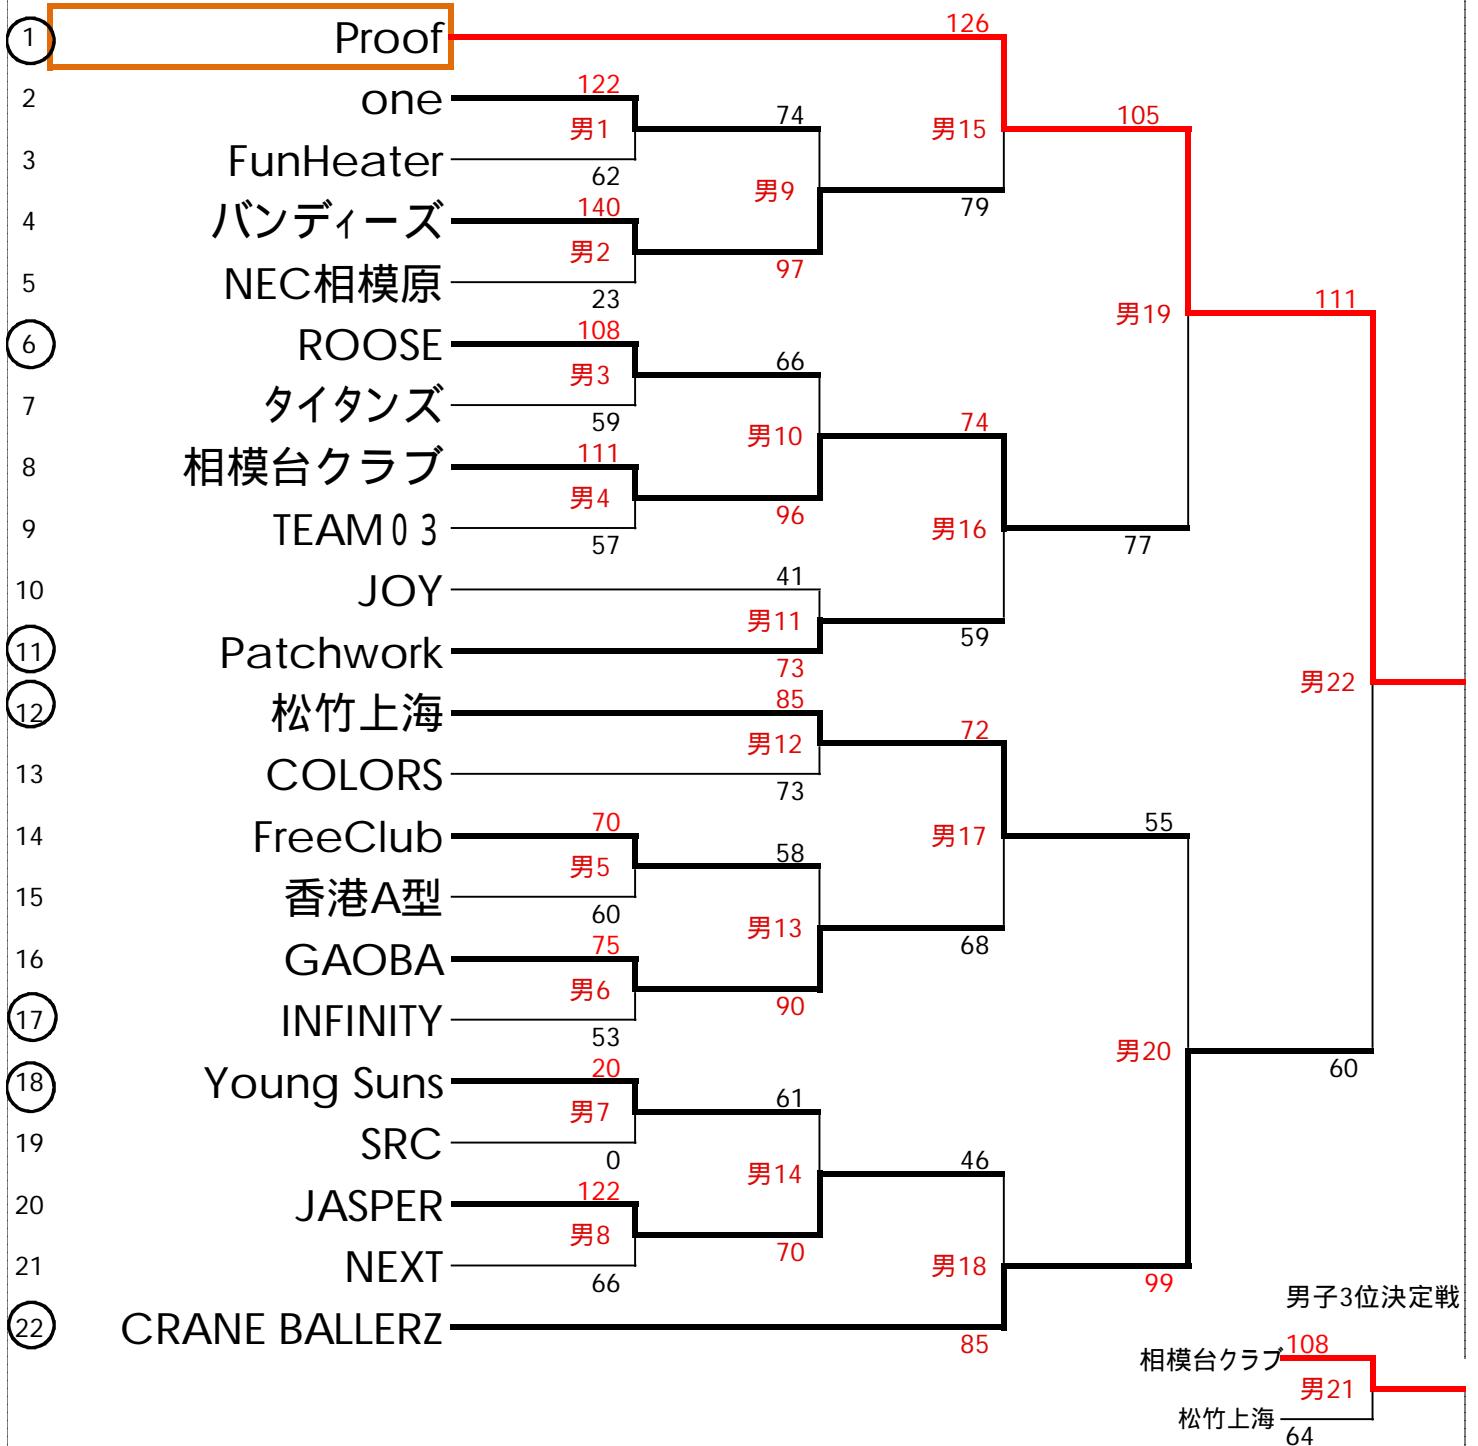 1 Proof 126
2 one 122
男1 74 男15 105
3 FunHeater 62
男9
4 バンディーズ 140 79
男2 97
5 NEC相模原 23
6 ROOSE 108
男19 111
男3 66
7 タイタンズ 59
男10 74
8 相模台クラブ 111
男4 96
9 TEAM03 57
男16 77
10 JOY 41
男11 59
11 Patchwork 73
男22
12 松竹上海 85
男12 72
13 COLORS 73
14 FreeClub 70
男5 58 男17 55
15 香港A型 60
男13 68
16 GAOBA 75
男6 90
17 INFINITY 53
男20 60
18 Young Suns 20
男7 61
19 SRC 0
男14 46
20 JASPER 122
男8 70
21 NEXT 66
男18 99
男子3位決定戦
22 CRANE BALLERZ 85
相模台クラブ 108
男21
松竹上海 64